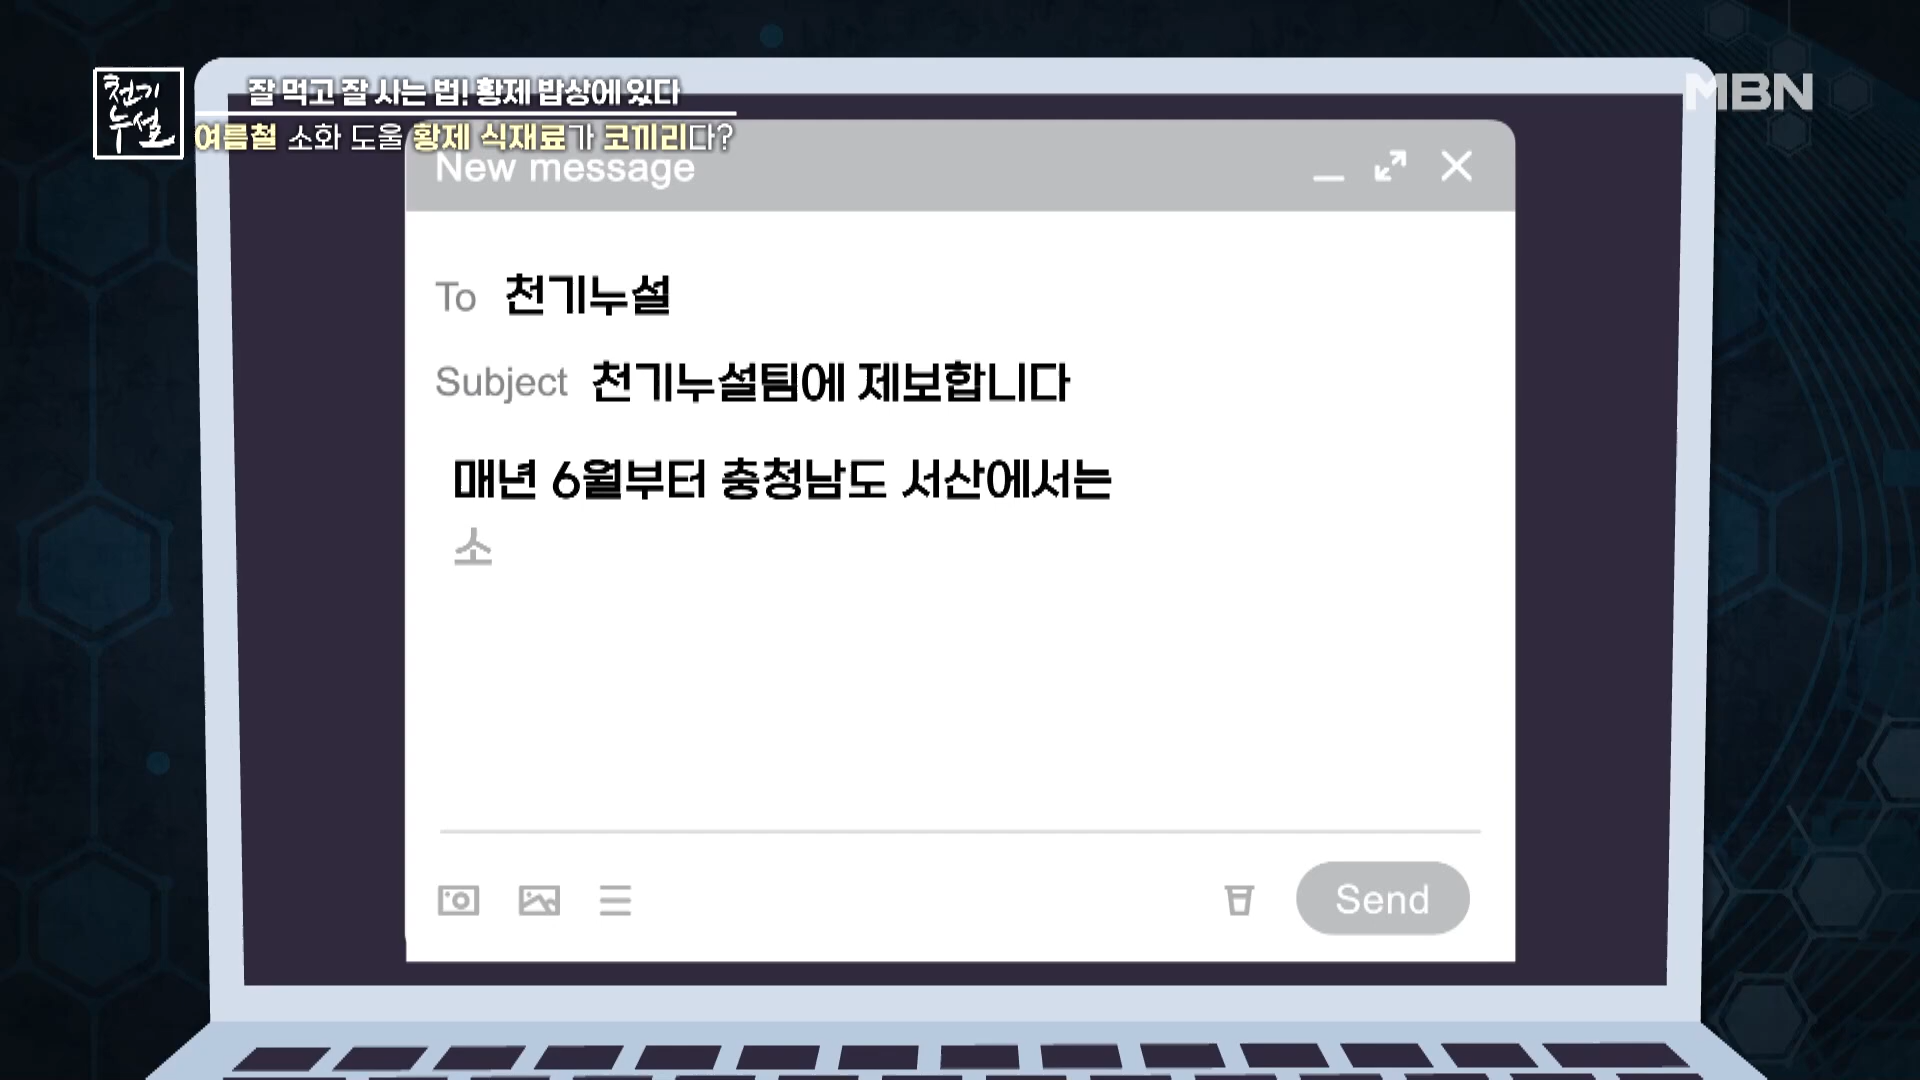 천기누설
잘 먹고 잘 사는 법! 황제 밥상에 있다
여름철 소화 도울 황제 식재료가 코끼리다?
MBN
New message
To 천기누설
Subject 천기누설팀에 제보합니다
매년 6월부터 충청남도 서산에서는
소
Send